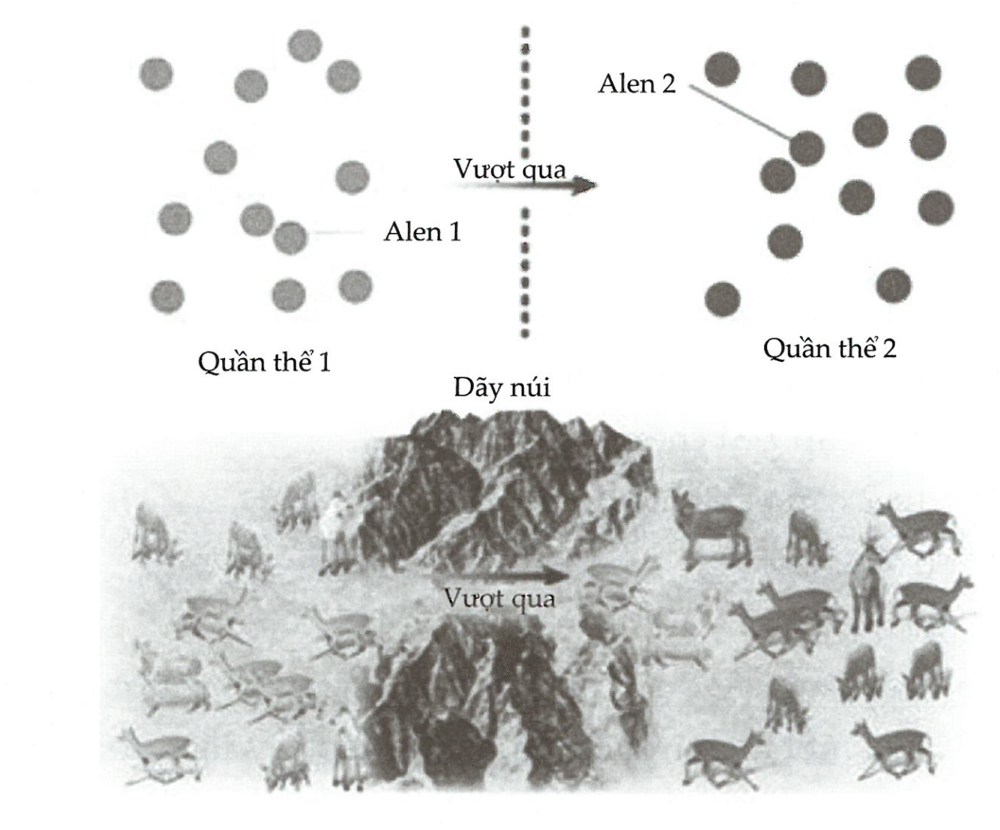 Alen 2
Vượt qua
Alen 1
Quần thể 1
Quần thể 2
Dãy núi
Vượt qua